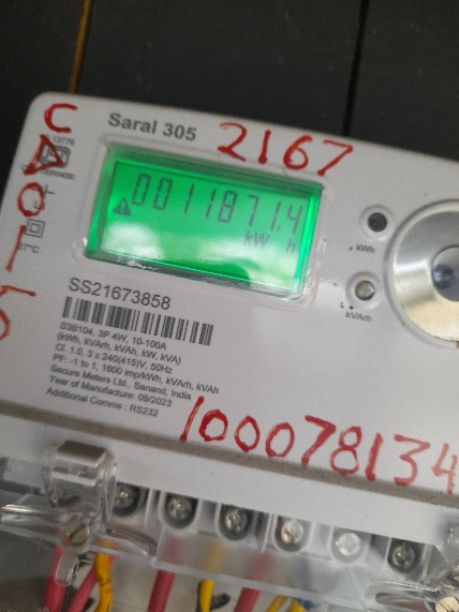 Saral 305
2167
0011871.4
kW h
kWh
kVArh
SS21673858
S3B104, 3P 4W, 10-100A
(kWh, kVArh, kVAh, kW, kVA)
Cl. 1.0, 3 x 240(415)V, 50Hz
PF: -1 to 1, 1600 imp/kWh, kVArh, kVAh
Secure Meters Ltd., Sanand, India
Year of Manufacture: 09/2023
Additional Comms : RS232
100078134